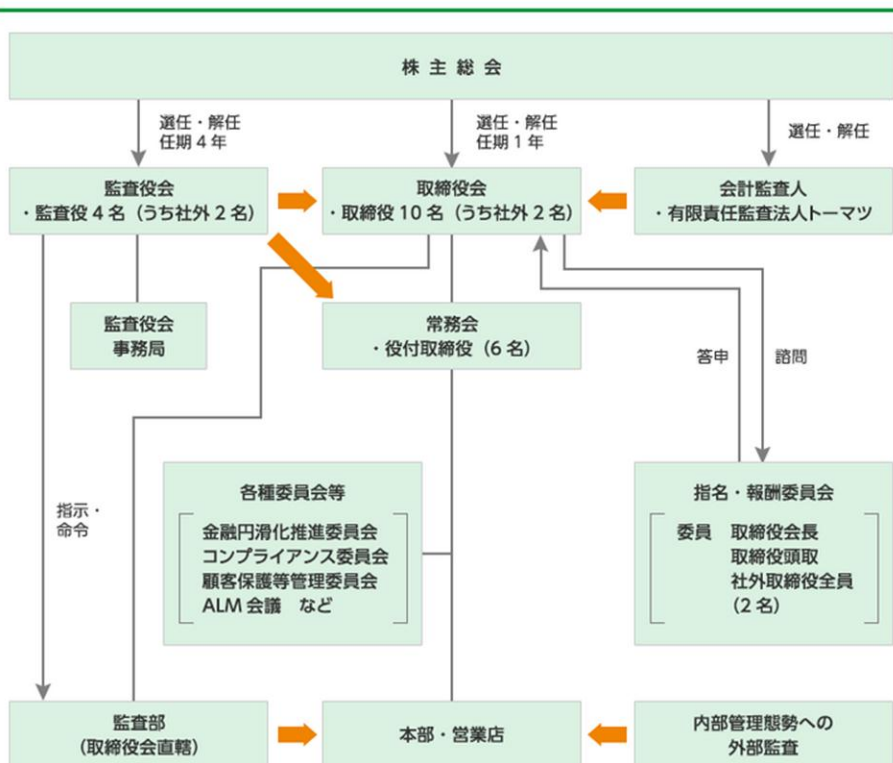 株主総会
選任・解任
任期4年
選任・解任
任期1年
選任・解任
監査役会
・監査役4名（うち社外2名）
取締役会
・取締役10名（うち社外2名）
会計監査人
・有限責任監査法人トーマツ
監査役会
事務局
常務会
・役付取締役（6名）
答申
諮問
指示・
命令
各種委員会等
金融円滑化推進委員会
コンプライアンス委員会
顧客保護等管理委員会
ALM会議　など
指名・報酬委員会
委員　取締役会長
取締役頭取
社外取締役全員
（2名）
監査部
（取締役会直轄）
本部・営業店
内部管理態勢への
外部監査